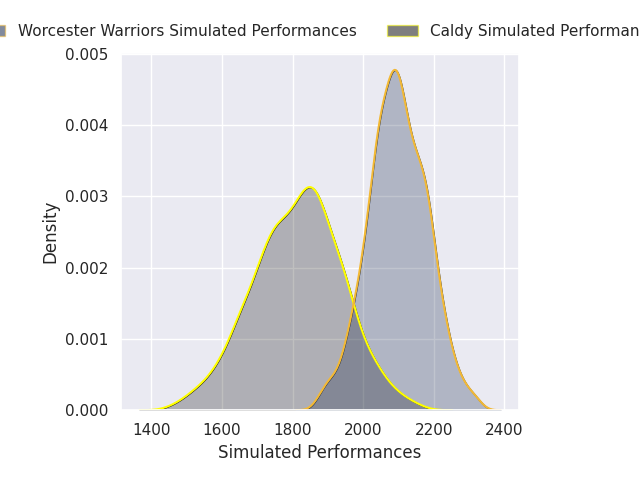 Worcester Warriors Simulated Performances
Caldy Simulated Performan
0.005
0.004
0.003
0.002
0.001
0.000
Density
1400 1600 1800 2000 2200 2400
Simulated Performances